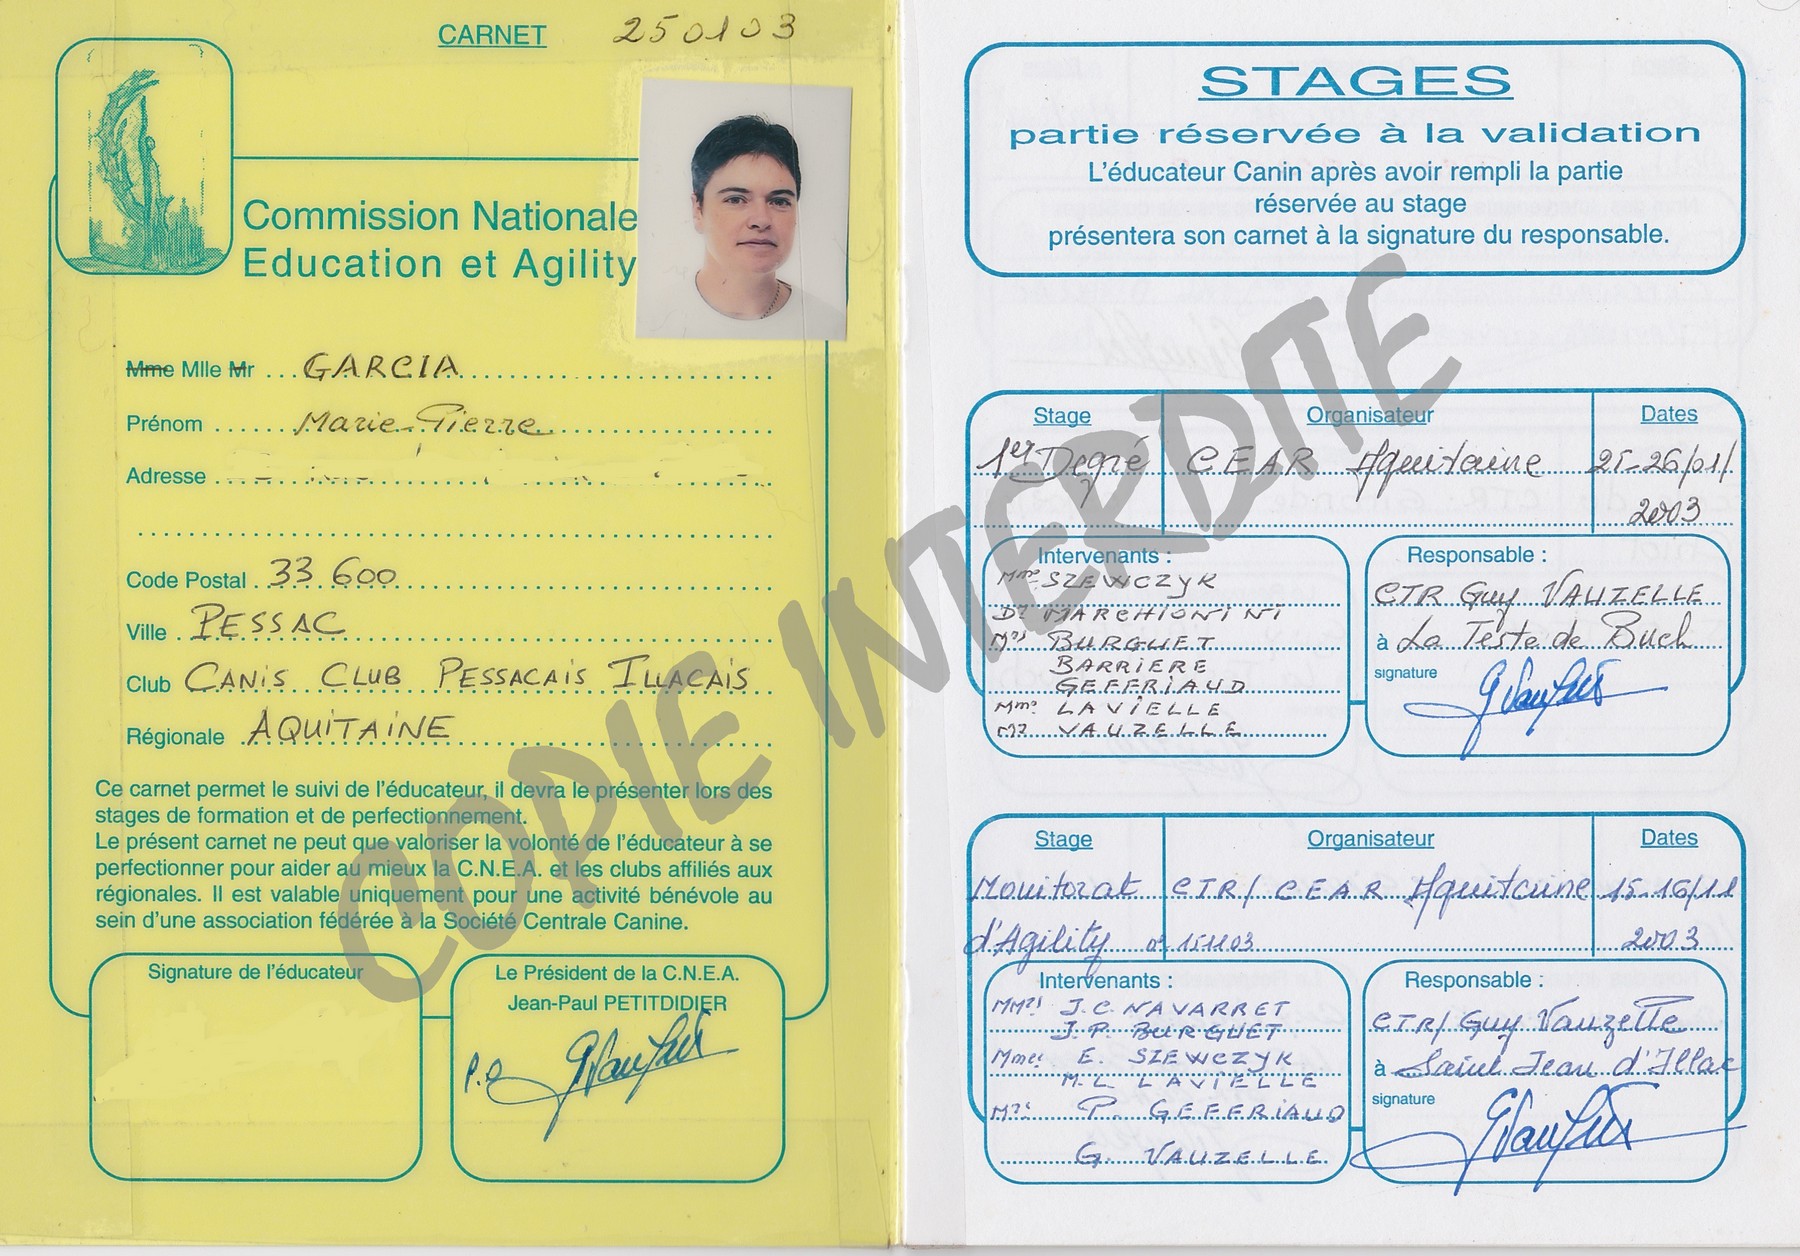 CARNET 250103
Commission Nationale
Education et Agility
Mme Mlle Mr GARCIA
Prénom Marie-Pierre
Adresse
Code Postal 33 600
Ville PESSAC
Club CANIS CLUB PESSACAIS ILLACAIS
Régionale AQUITAINE
Ce carnet permet le suivi de l'éducateur, il devra le présenter lors des
stages de formation et de perfectionnement.
Le présent carnet ne peut que valoriser la volonté de l'éducateur à se
perfectionner pour aider au mieux la C.N.E.A. et les clubs affiliés aux
régionales. Il est valable uniquement pour une activité bénévole au
sein d'une association fédérée à la Société Centrale Canine.
Signature de l'éducateur
Le Président de la C.N.E.A.
Jean-Paul PETITDIDIER
P.O
STAGES
partie réservée à la validation
L'éducateur Canin après avoir rempli la partie
réservée au stage
présentera son carnet à la signature du responsable.
Stage Organisateur Dates
1er Degré CEAR Aquitaine 25-26/01/
2003
Intervenants :
Mme SZEWCZYK
Dr MARCHIONINI
Mrs BURGUET
BARRIERE
GEFFRIAUD
Mme LAVIELLE
Mr VAUZELLE
Responsable :
CTR Guy VAUZELLE
à La Teste de Buch
signature
Stage Organisateur Dates
Monitorat CTR/CEAR Aquitaine 15-16/11
d'Agility n° 151103 2003
Intervenants :
MMrs J.C. NAVARRET
J.P. BURGUET
Mmes E. SZEWCZYK
M-L LAVIELLE
Mrs P. GEFFRIAUD
G. VAUZELLE
Responsable :
CTR/Guy Vauzelle
à Saint Jean d'Illac
signature
COPIE INTERDITE